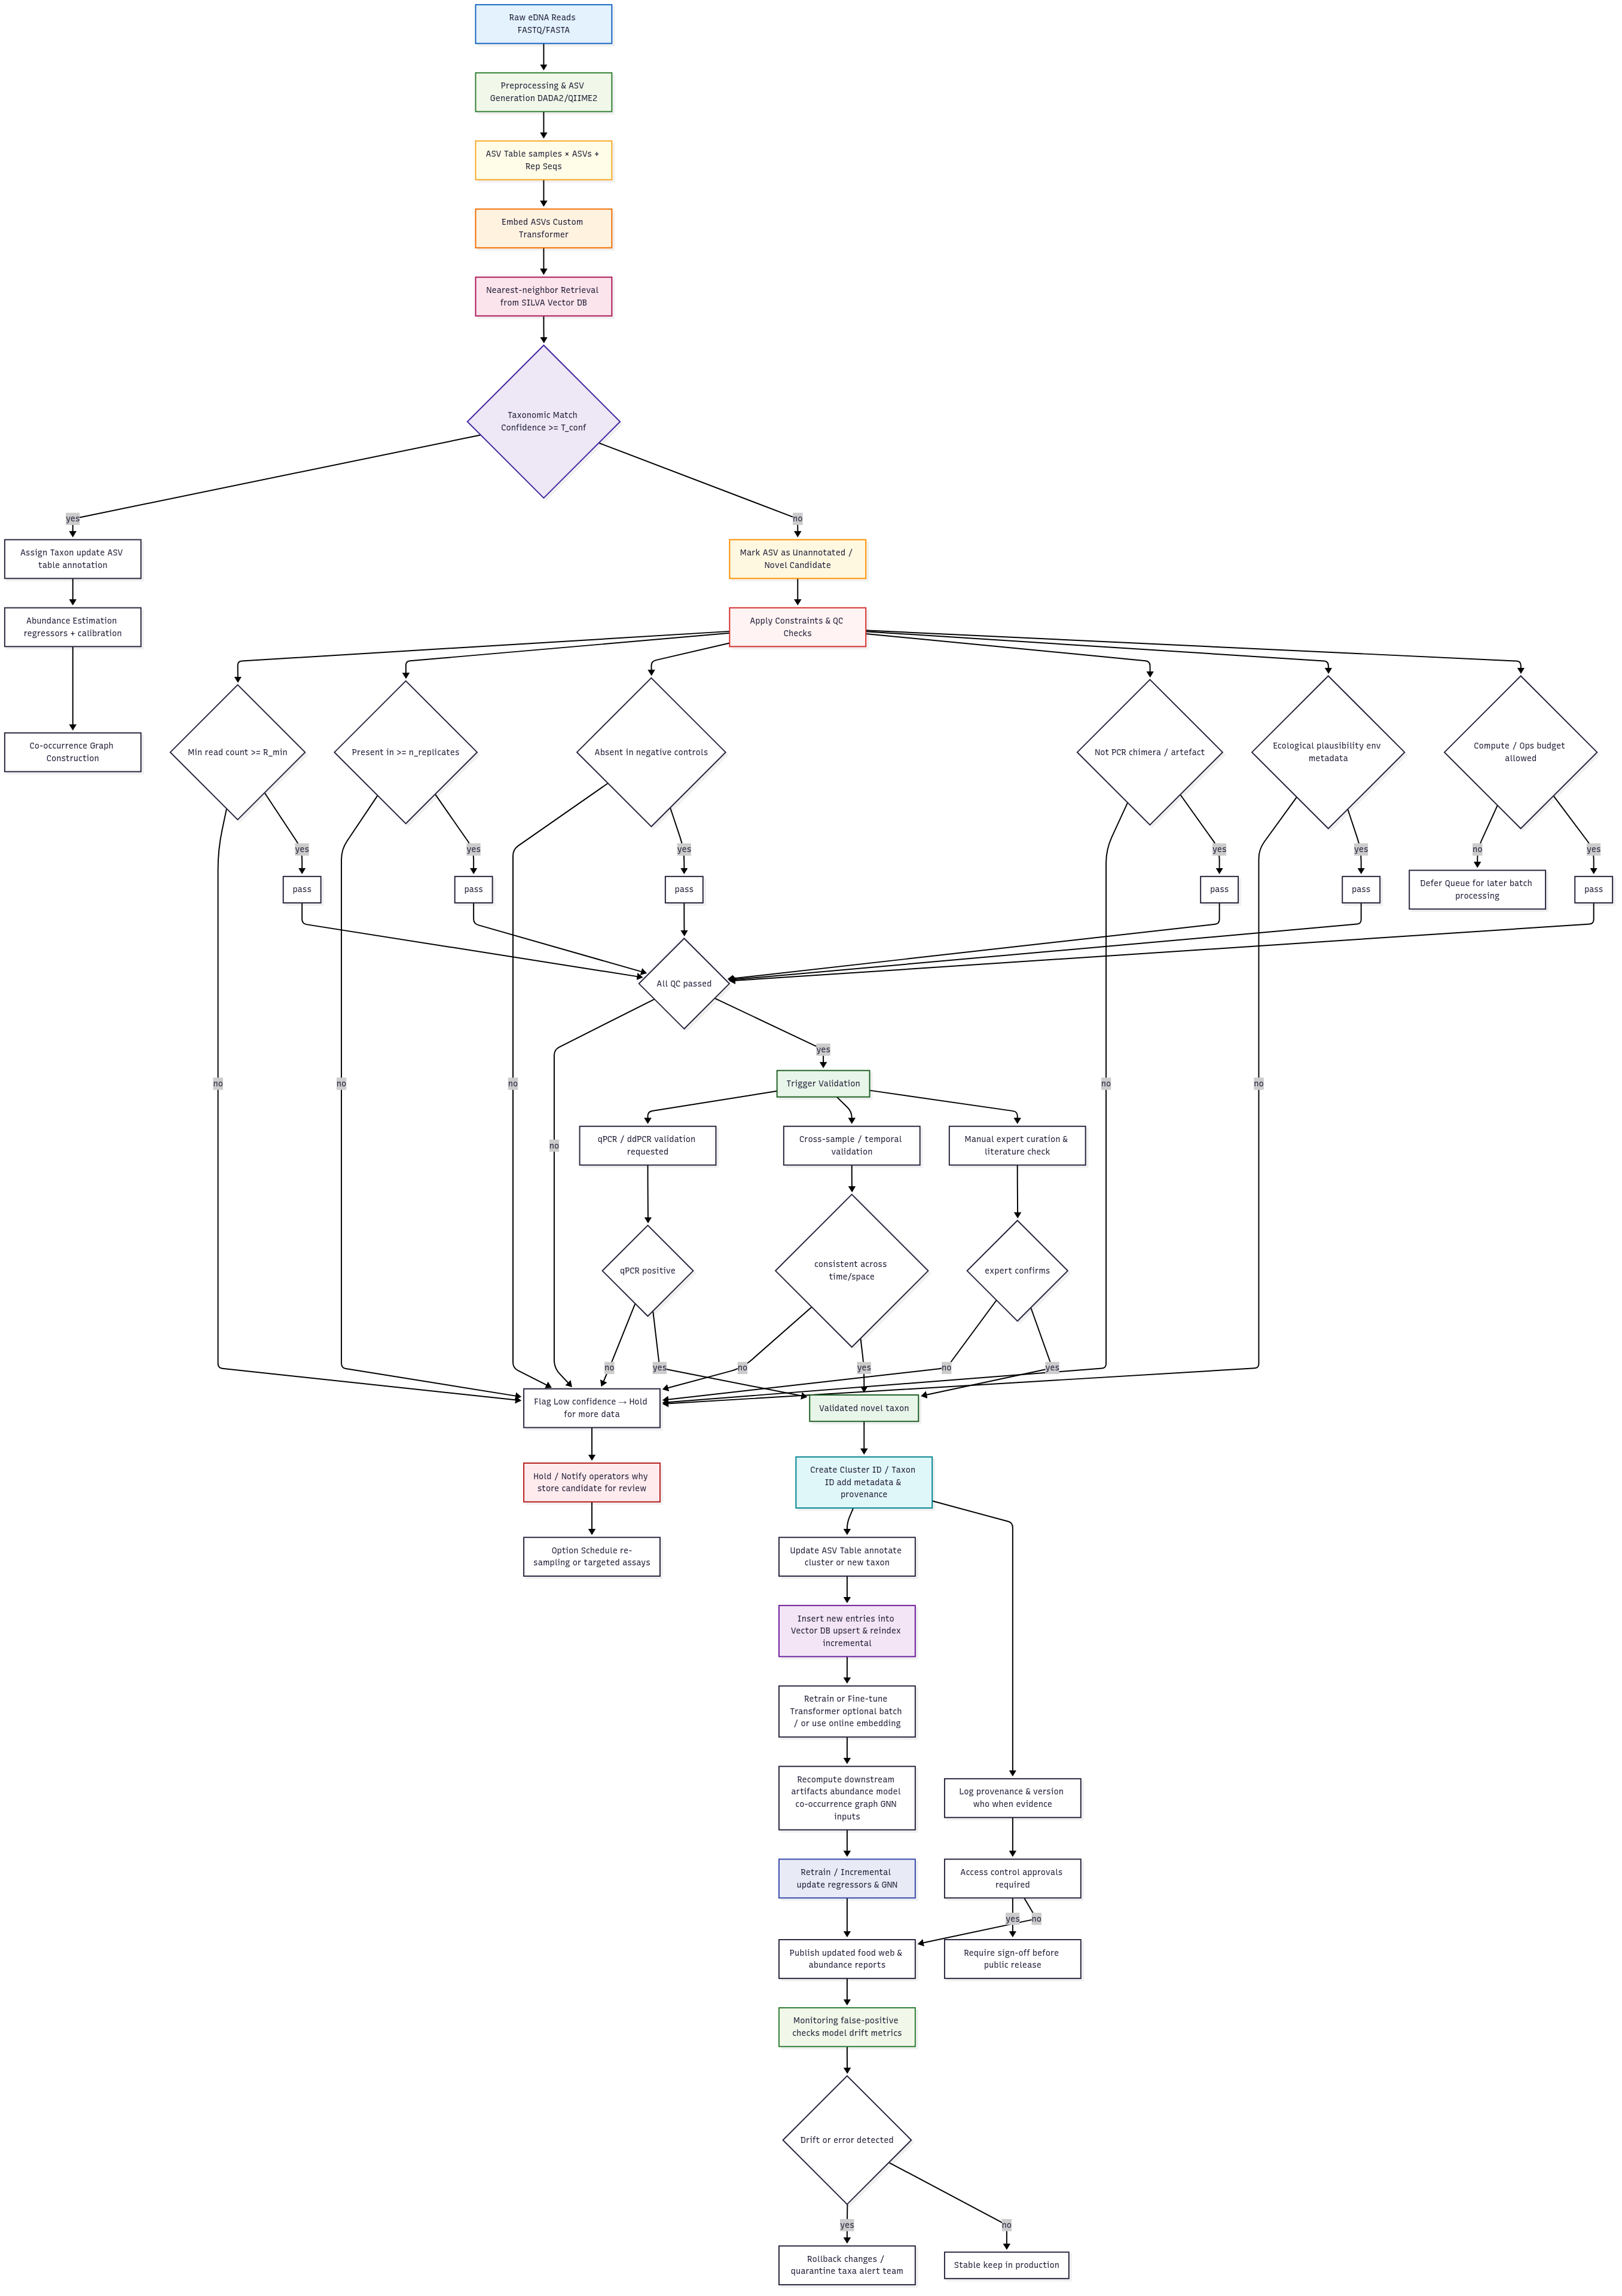 Raw eDNA Reads
FASTQ/FASTA
Preprocessing & ASV
Generation DADA2/QIIME2
ASV Table samples × ASVs +
Rep Seqs
Embed ASVs Custom
Transformer
Nearest-neighbor Retrieval
from SILVA Vector DB
Taxonomic Match
Confidence >= T_conf
yes
no
Assign Taxon update ASV
table annotation
Mark ASV as Unannotated /
Novel Candidate
Abundance Estimation
regressors + calibration
Apply Constraints & QC
Checks
Co-occurrence Graph
Construction
Min read count >= R_min
Present in >= n_replicates
Absent in negative controls
Not PCR chimera / artefact
Ecological plausibility env
metadata
Compute / Ops budget
allowed
yes
yes
yes
yes
yes
no
yes
pass
pass
pass
pass
pass
Defer Queue for later batch
processing
pass
All QC passed
yes
no
no
no
no
no
Trigger Validation
no
qPCR / ddPCR validation
requested
Cross-sample / temporal
validation
Manual expert curation &
literature check
qPCR positive
consistent across
time/space
expert confirms
no
yes
no
yes
no
yes
Flag Low confidence → Hold
for more data
Validated novel taxon
Hold / Notify operators why
store candidate for review
Create Cluster ID / Taxon
ID add metadata &
provenance
Option Schedule re-
sampling or targeted assays
Update ASV Table annotate
cluster or new taxon
Insert new entries into
Vector DB upsert & reindex
incremental
Retrain or Fine-tune
Transformer optional batch
/ or use online embedding
Recompute downstream
artifacts abundance model
co-occurrence graph GNN
inputs
Log provenance & version
who when evidence
Retrain / Incremental
update regressors & GNN
Access control approvals
required
yes
no
Publish updated food web &
abundance reports
Require sign-off before
public release
Monitoring false-positive
checks model drift metrics
Drift or error detected
yes
no
Rollback changes /
quarantine taxa alert team
Stable keep in production